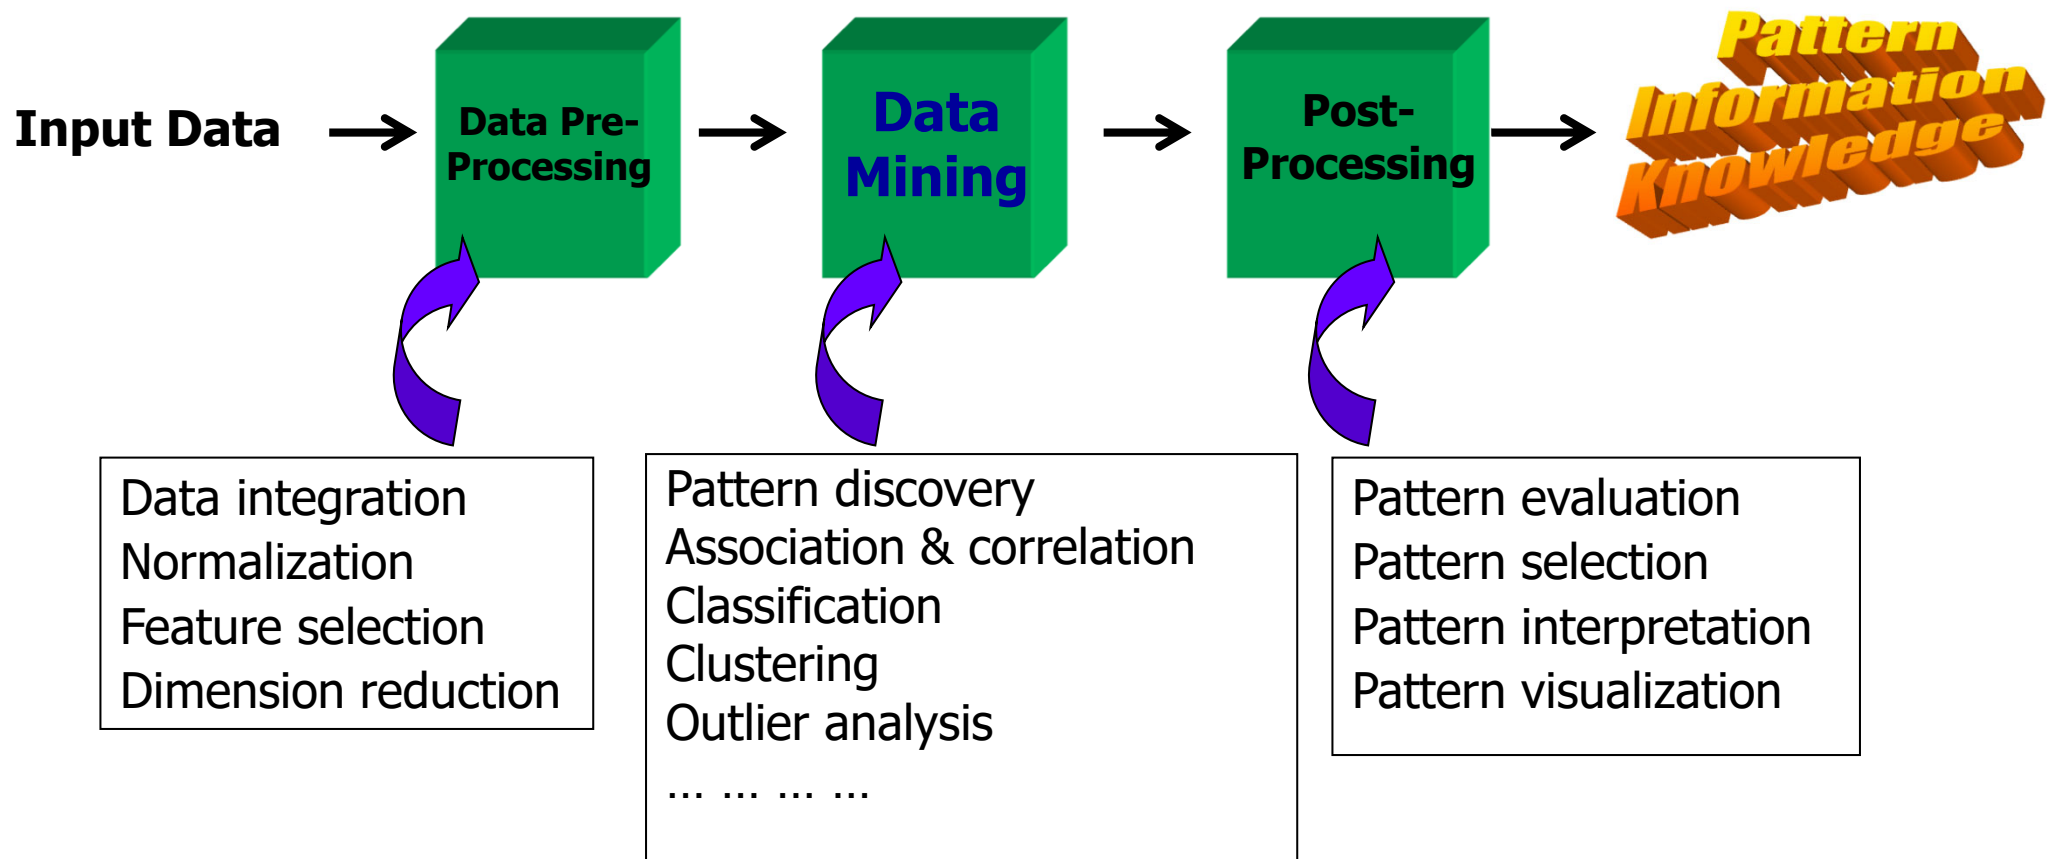 Input Data
Data Pre-
Processing
Data
Mining
Post-
Processing
Pattern
Information
Knowledge
Data integration
Normalization
Feature selection
Dimension reduction
Pattern discovery
Association & correlation
Classification
Clustering
Outlier analysis
… … … …
Pattern evaluation
Pattern selection
Pattern interpretation
Pattern visualization